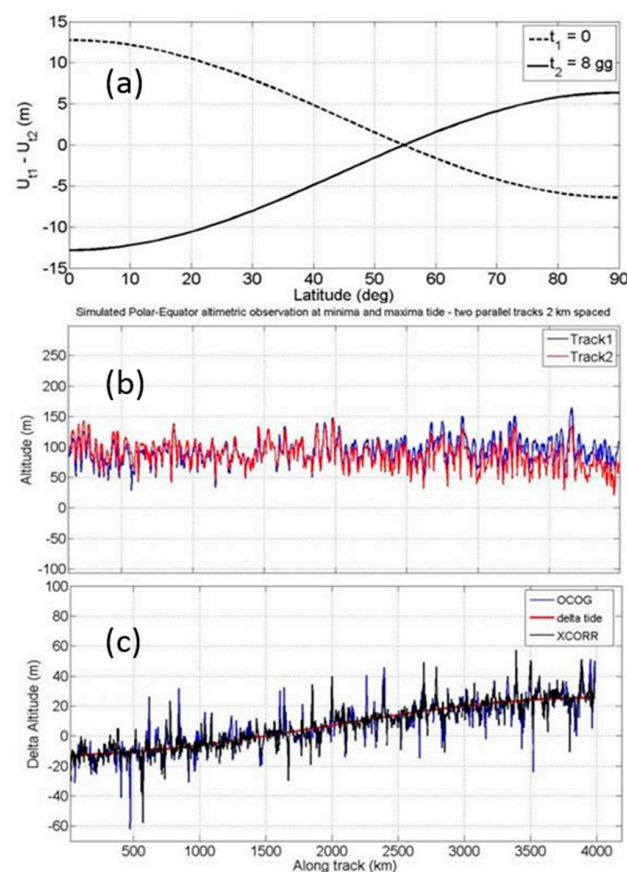 (a)
t1 = 0
t2 = 8 gg
Ut1 - Ut2
(m)
15
10
5
0
-5
-10
-15
0 10 20 30 40 50 60 70 80 90
Latitude (deg)
Simulated Polar-Equator altimetric observation at minima and maxima tide - two parallel tracks 2 km spaced
(b)
Track1
Track2
Altitude (m)
250
200
150
100
50
0
-50
-100
(c)
OCOG
delta tide
XCORR
Delta Altitude (m)
100
80
60
40
20
0
-20
-40
-60
500 1000 1500 2000 2500 3000 3500 4000
Along track (km)